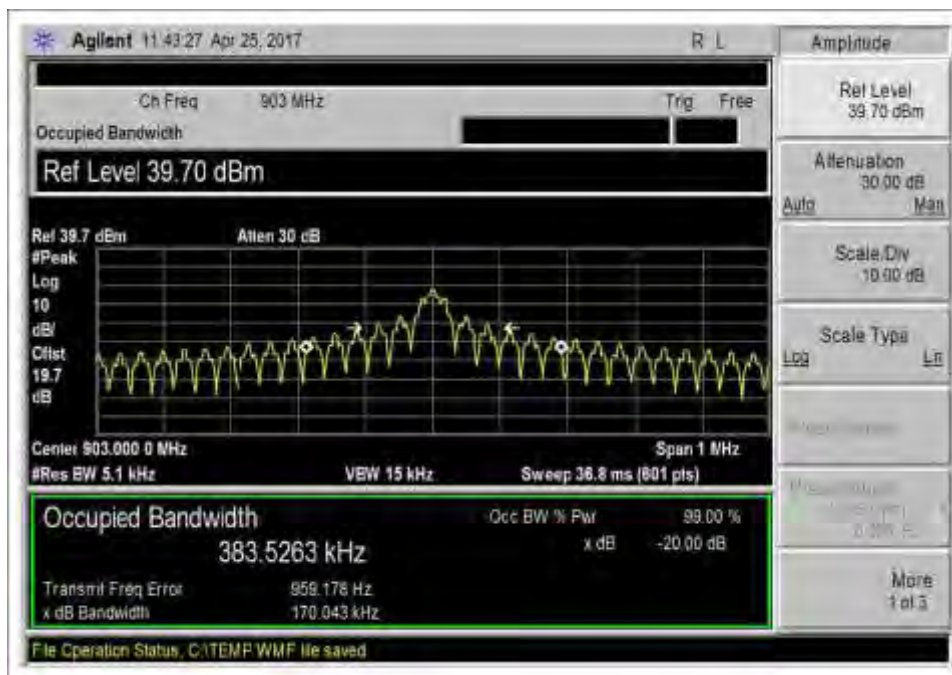 Agilent 11:43:27 Apr 25, 2017 R L
Ch Freq 903 MHz Trig Free
Occupied Bandwidth
Ref Level 39.70 dBm
Ref 39.7 dBm Atten 30 dB
#Peak
Log
10
dB/
Offst
19.7
dB
Center 903.000 0 MHz Span 1 MHz
#Res BW 5.1 kHz VBW 15 kHz Sweep 36.8 ms (601 pts)
Occupied Bandwidth
383.5263 kHz
Occ BW % Pwr 99.00 %
x dB -20.00 dB
Transmit Freq Error 959.178 Hz
x dB Bandwidth 170.043 kHz
File Operation Status, C:\TEMP.WMF file saved
Amplitude
Ref Level
39.70 dBm
Attenuation
30.00 dB
Auto Man
Scale/Div
10.00 dB
Scale Type
Log Lin
More
1 of 3